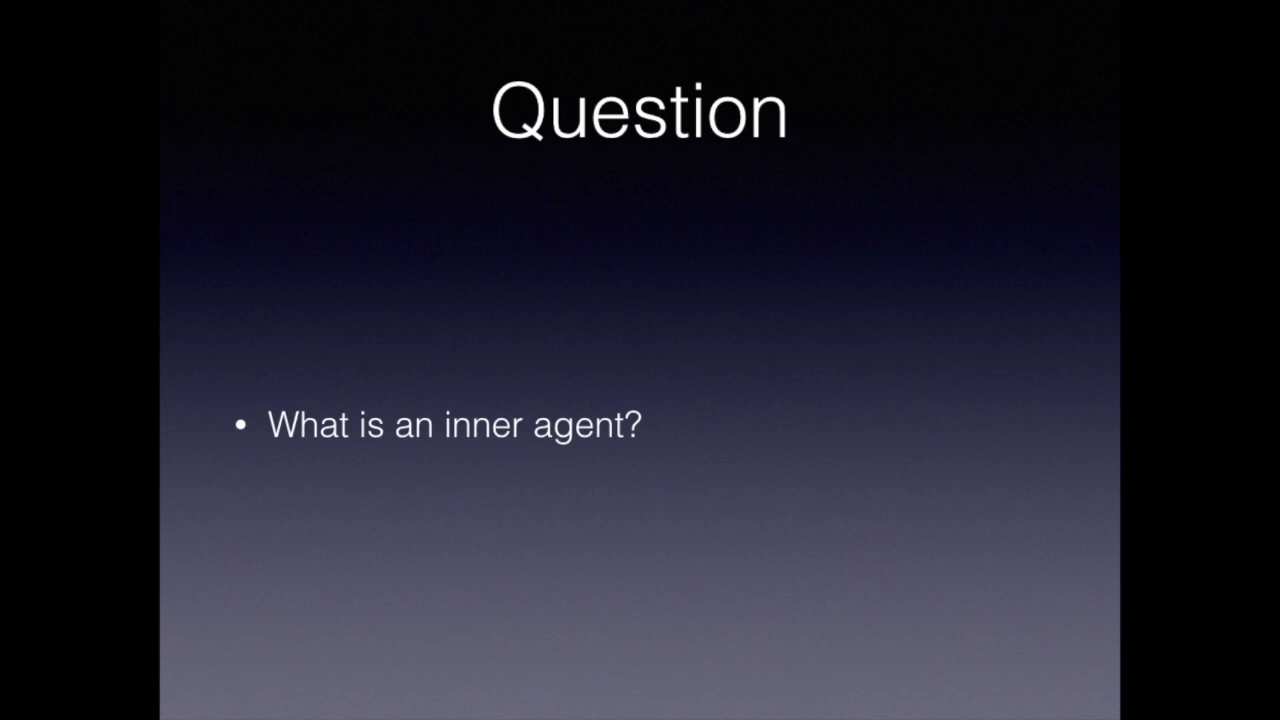 Question
• What is an inner agent?